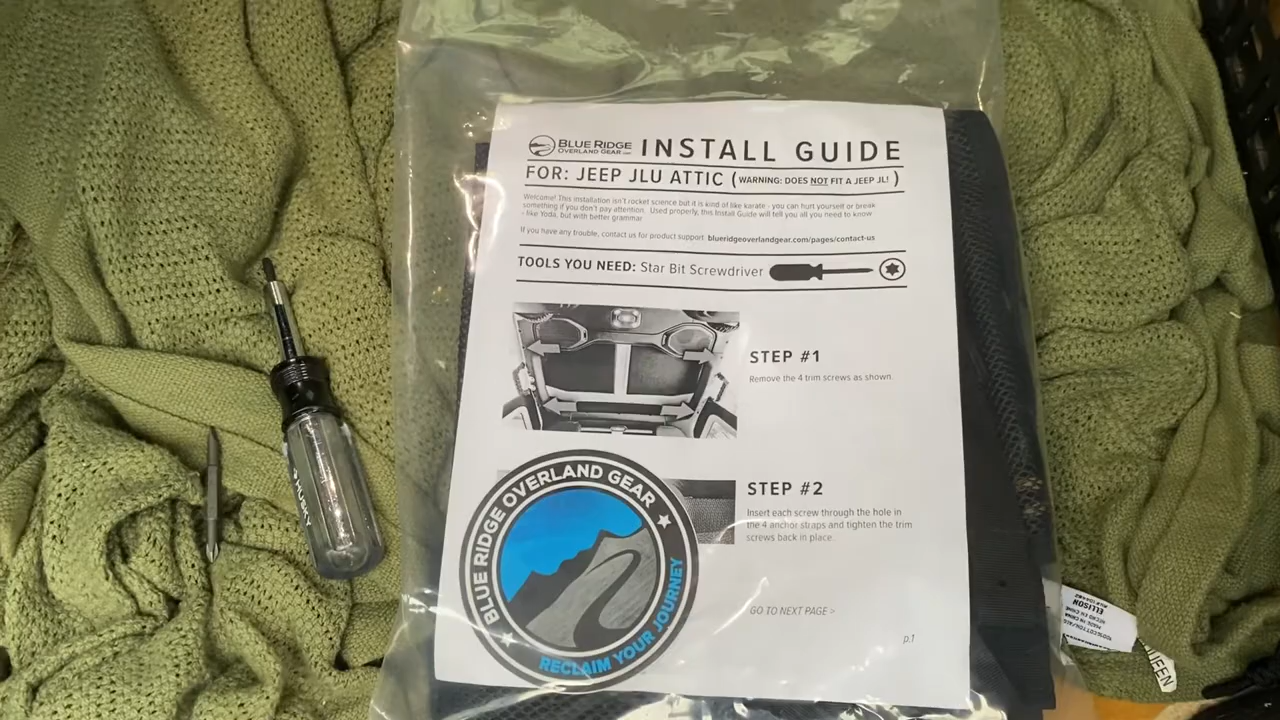 BLUE RIDGE
OVERLAND GEAR.com
INSTALL GUIDE
FOR: JEEP JLU ATTIC (WARNING: DOES NOT FIT A JEEP JL!)
Welcome! This installation isn't rocket science but it is kind of like karate - you can hurt yourself or break
something if you don't pay attention. Used properly, this Install Guide will tell you all you need to know
- like Yoda, but with better grammar
If you have any trouble, contact us for product support blueridgeoverlandgear.com/pages/contact-us
TOOLS YOU NEED: Star Bit Screwdriver
STEP #1
Remove the 4 trim screws as shown.
STEP #2
Insert each screw through the hole in
the 4 anchor straps and tighten the trim
screws back in place.
GO TO NEXT PAGE >
p.1
BLUE RIDGE OVERLAND GEAR
RECLAIM YOUR JOURNEY
HUSKY
ELLISON
MADE IN CHINA